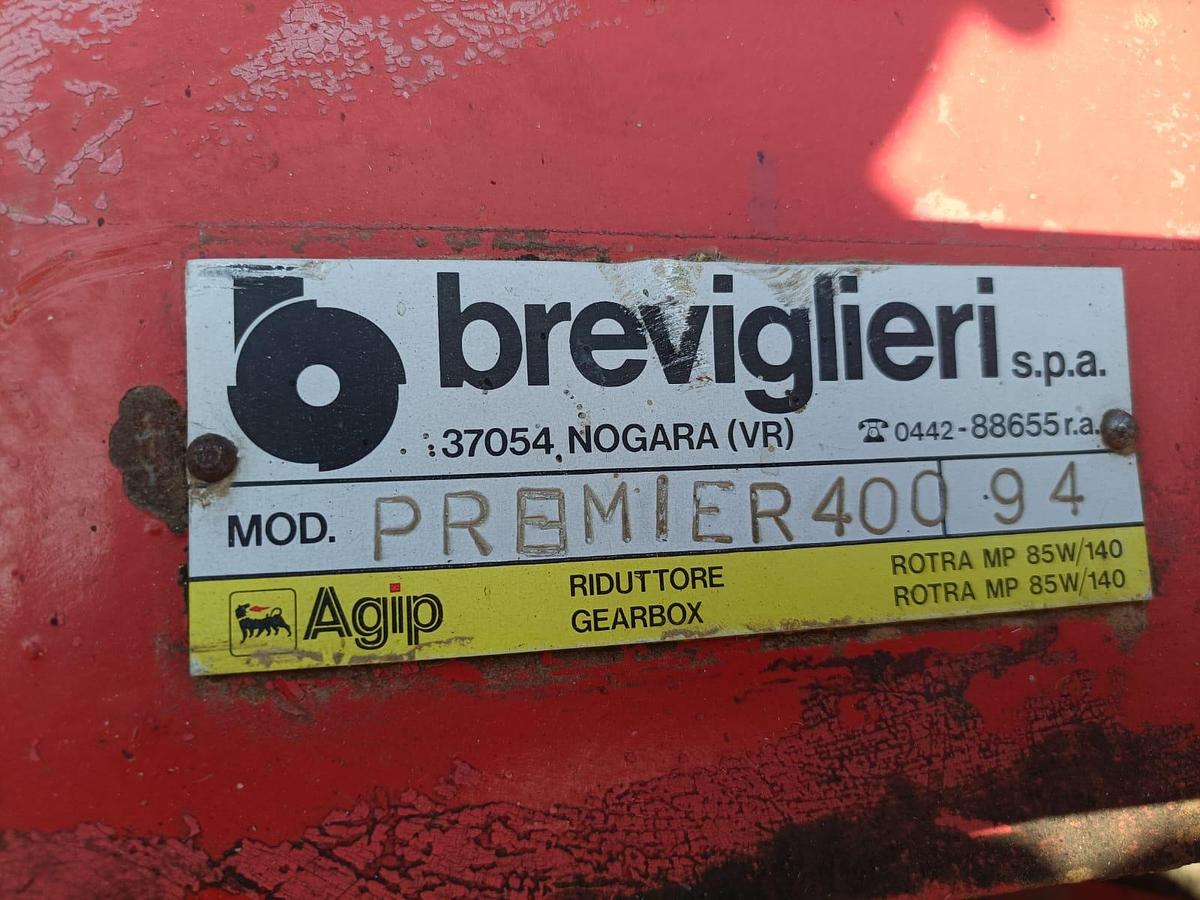 breviglieri s.p.a.
37054 NOGARA (VR) ☎ 0442-88655 r.a.
MOD. PREMIER400 94
Agip RIDUTTORE ROTRA MP 85W/140
GEARBOX ROTRA MP 85W/140